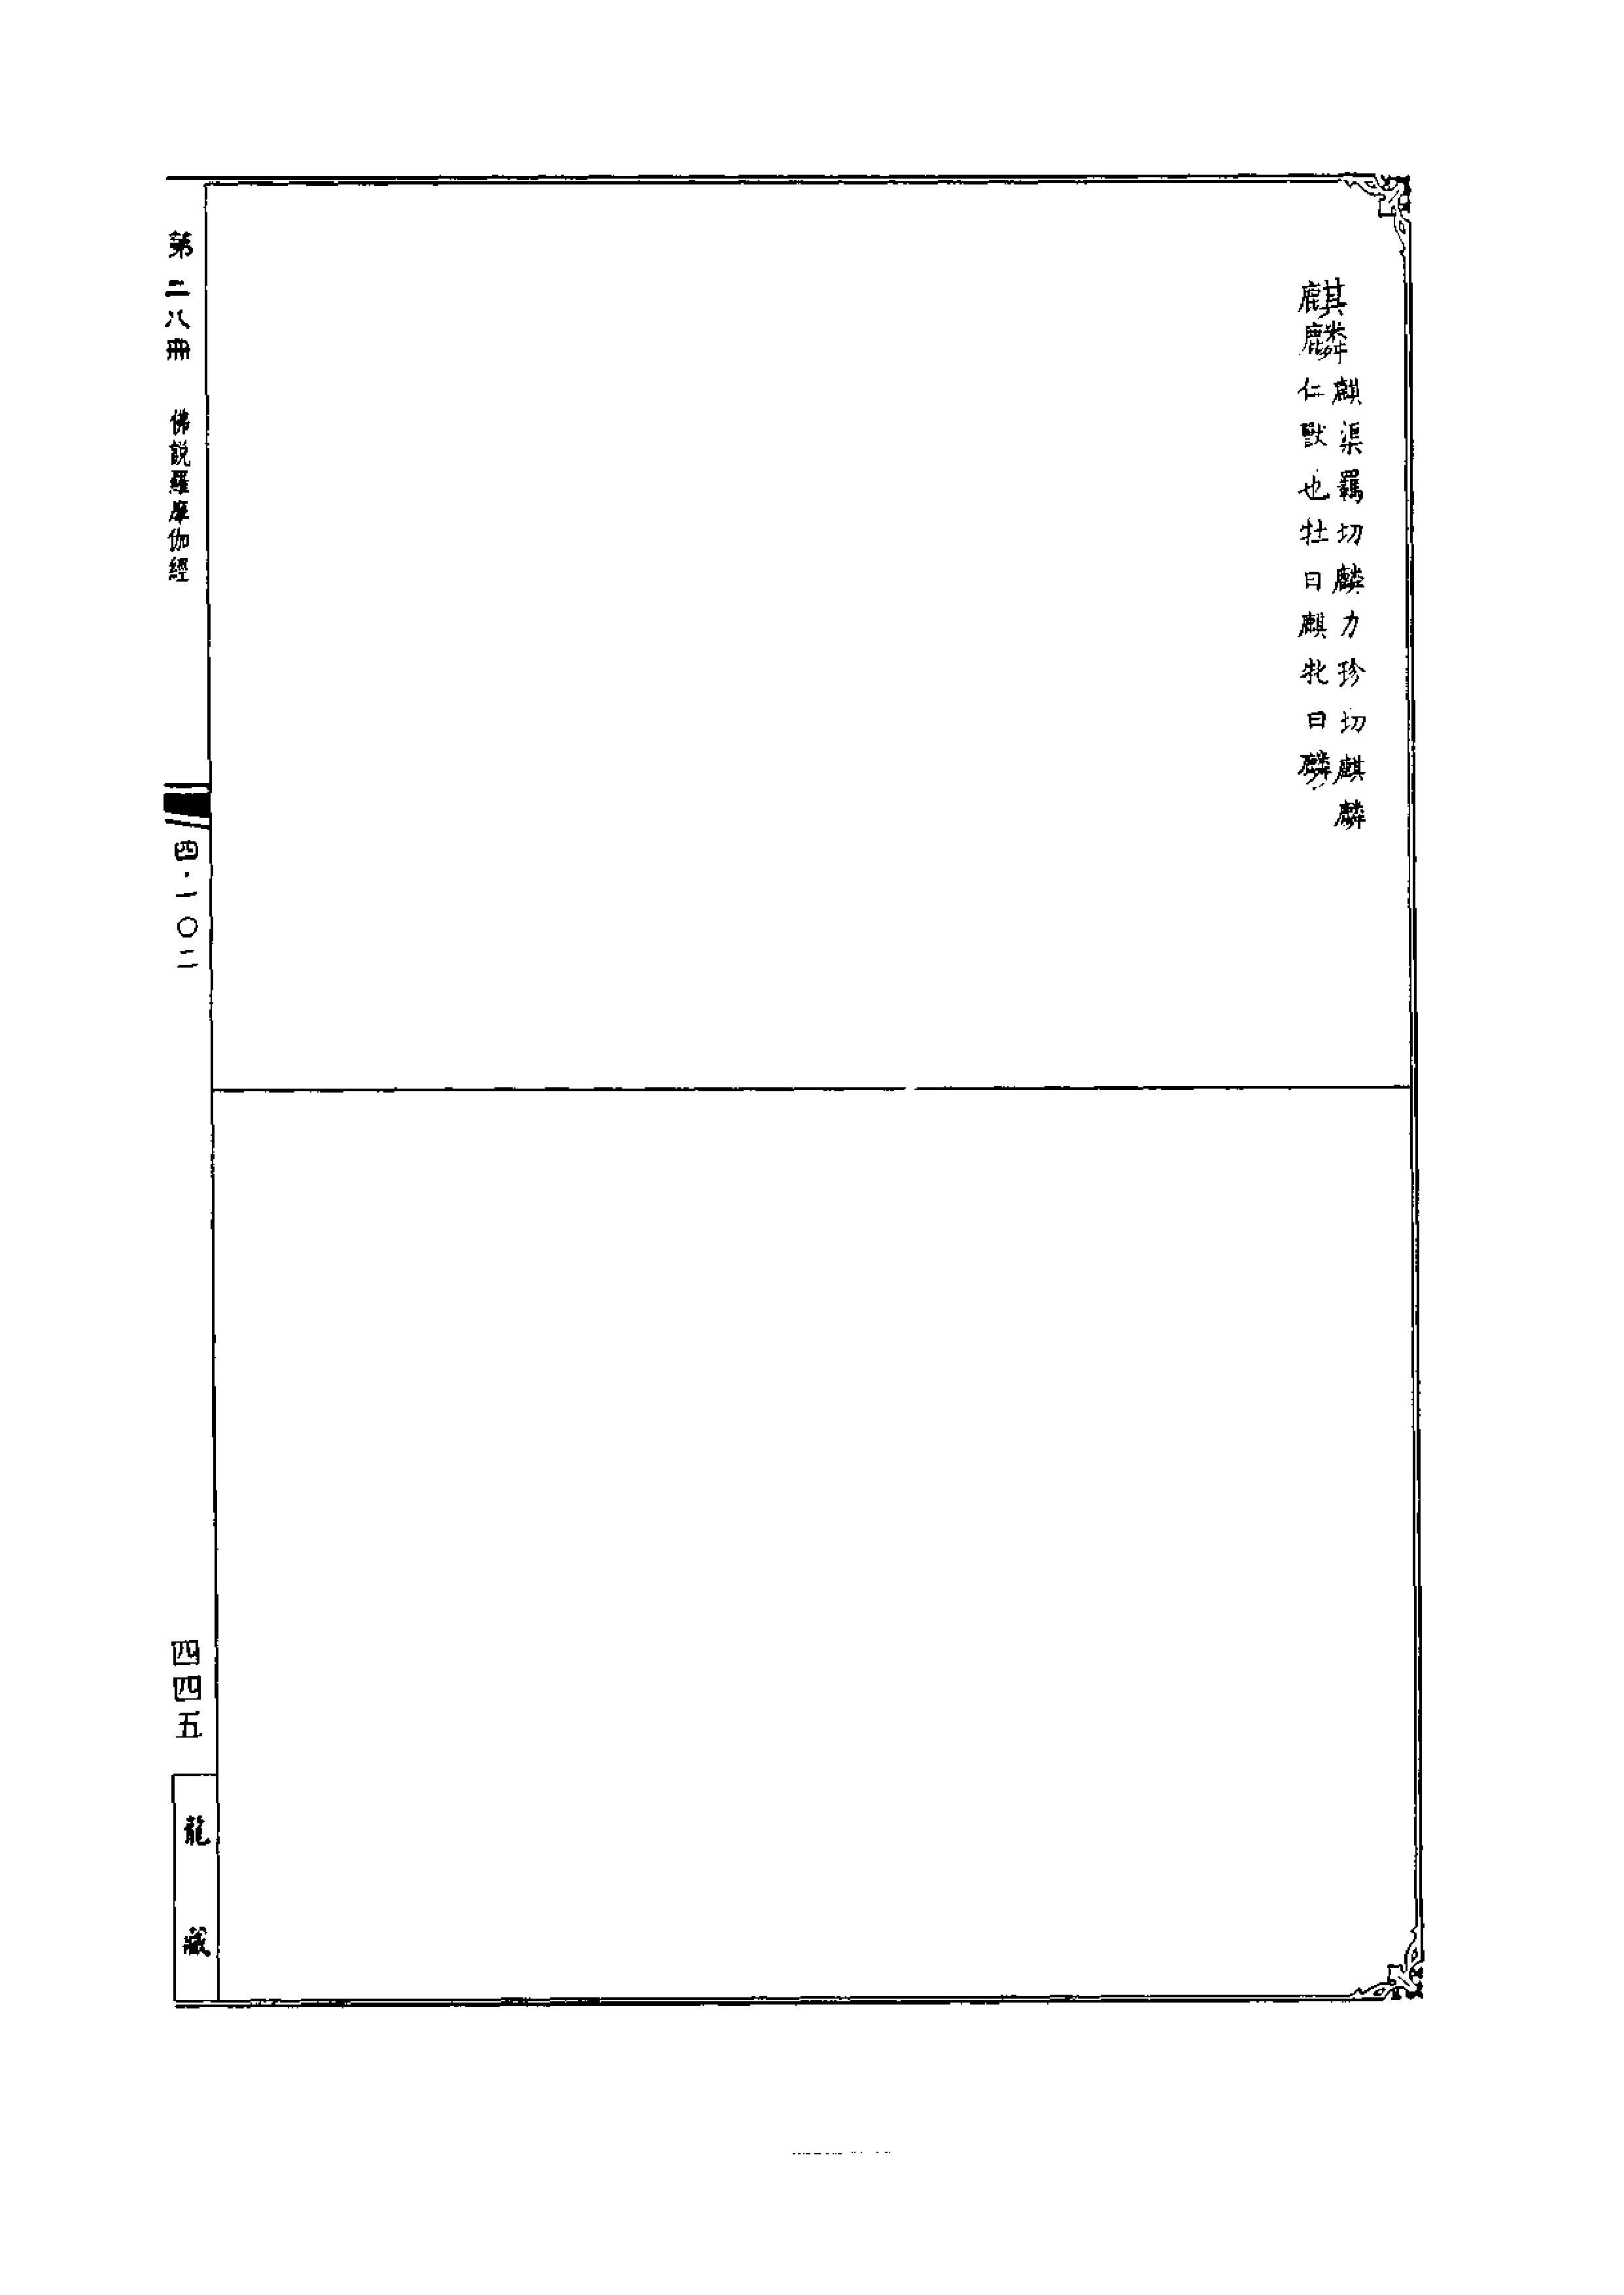 麒麟
麒渠羈切麟力珍切麒麟
仁獸也牡曰麒牝曰麟
第二八冊 佛說羅摩伽經
四·一〇二
四四五
龍藏